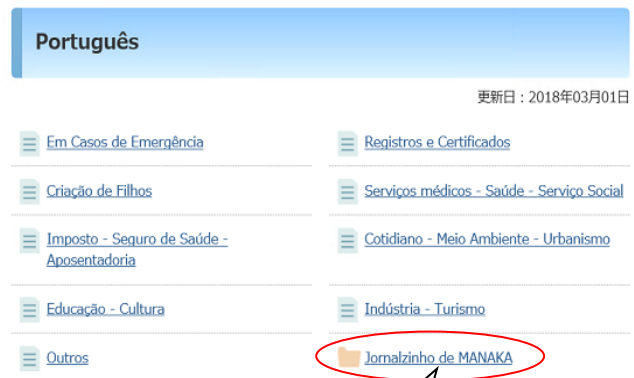 Português
更新日：2018年03月01日
Em Casos de Emergência
Registros e Certificados
Criação de Filhos
Serviços médicos - Saúde - Serviço Social
Imposto - Seguro de Saúde -
Aposentadoria
Cotidiano - Meio Ambiente - Urbanismo
Educação - Cultura
Indústria - Turismo
Outros
Jornalzinho de MANAKA